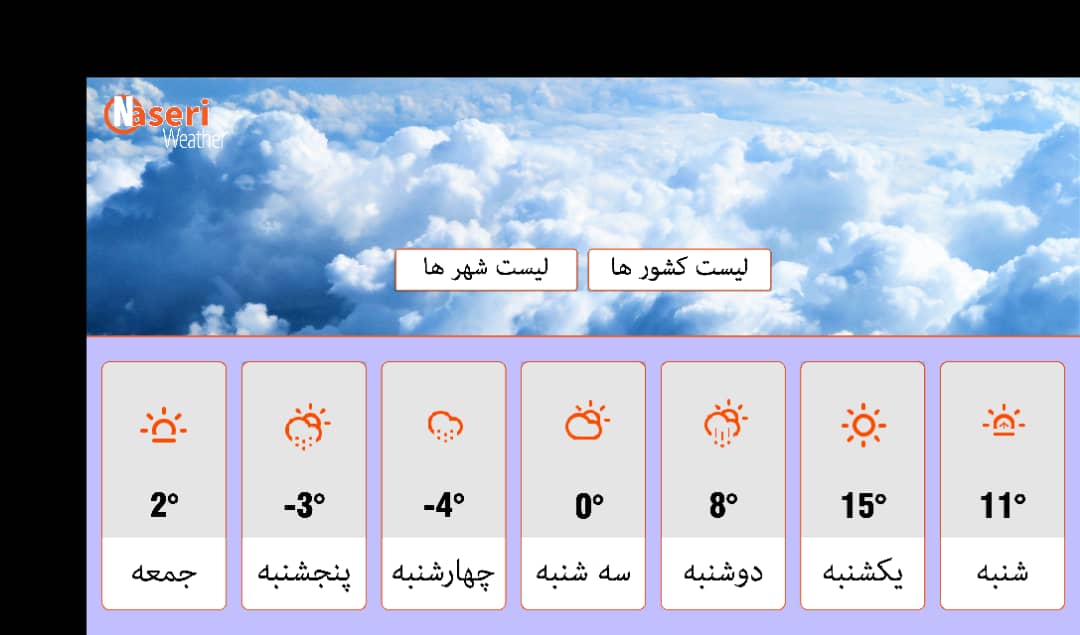 Naseri
Weather
لیست کشور ها
لیست شهر ها
11°
شنبه
15°
یکشنبه
8°
دوشنبه
0°
سه شنبه
-4°
چهارشنبه
-3°
پنجشنبه
2°
جمعه